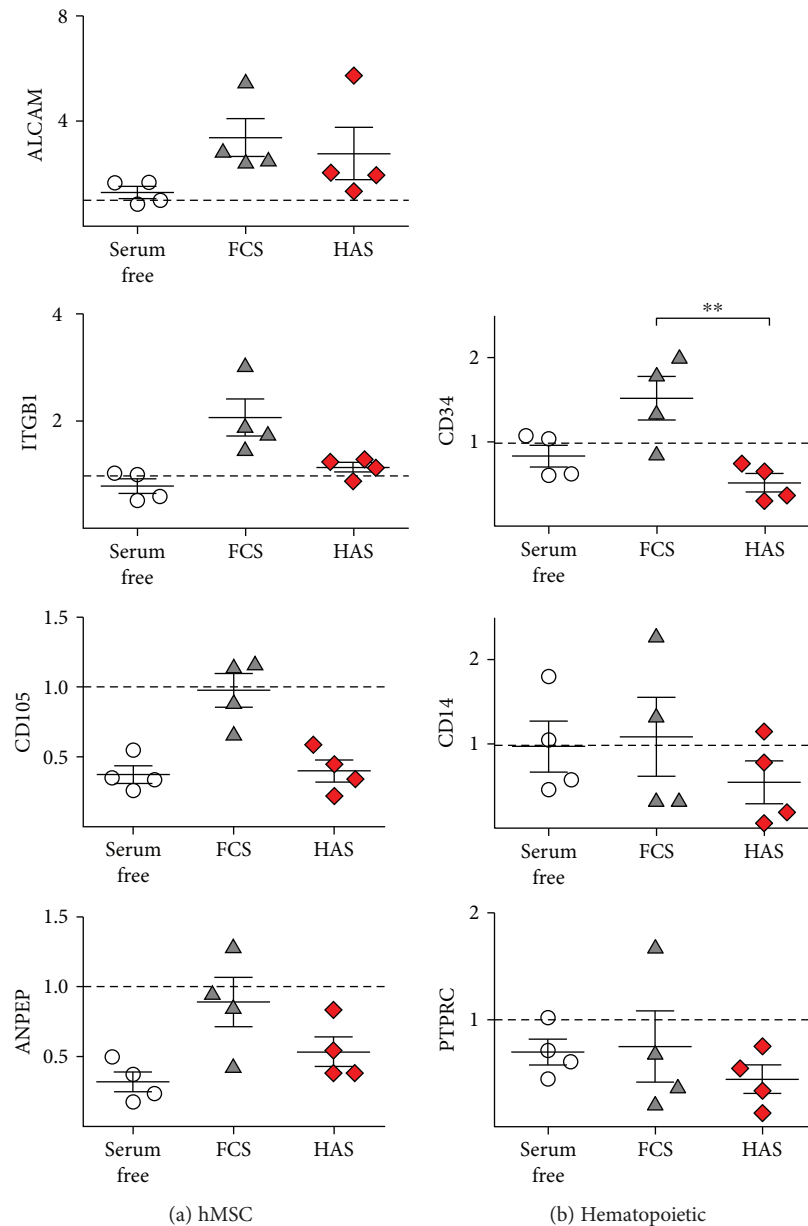 8
4
ALCAM
Serum
free
FCS
HAS
4
2
ITGB1
Serum
free
FCS
HAS
1.5
1.0
0.5
CD105
Serum
free
FCS
HAS
1.5
1.0
0.5
ANPEP
Serum
free
FCS
HAS
(a) hMSC
**
2
1
CD34
Serum
free
FCS
HAS
2
1
CD14
Serum
free
FCS
HAS
2
1
PTPRC
Serum
free
FCS
HAS
(b) Hematopoietic